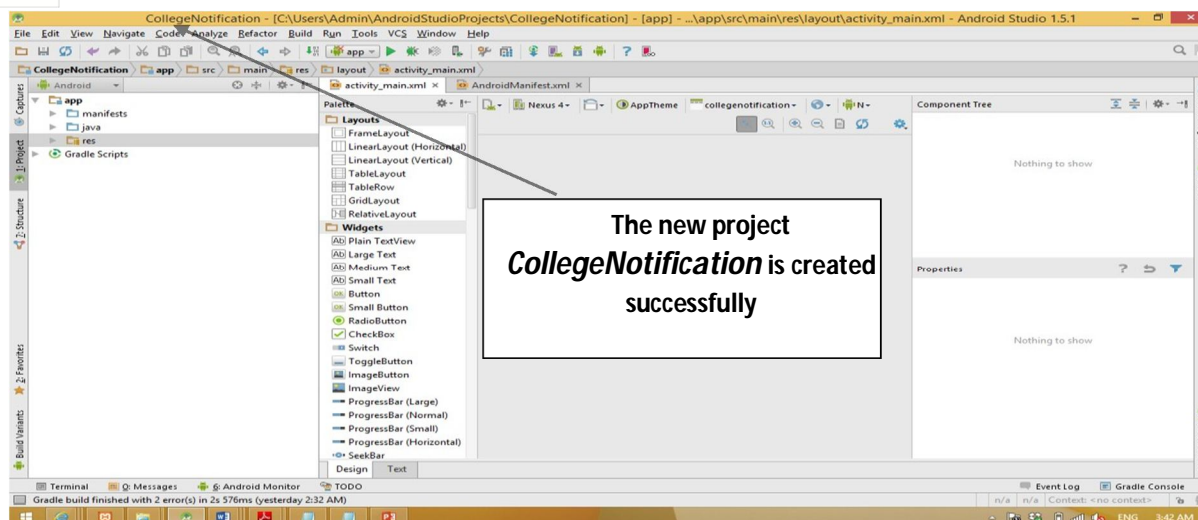 CollegeNotification - [C:\Users\Admin\AndroidStudioProjects\CollegeNotification] - [app] - ...\app\src\main\res\layout\activity_main.xml - Android Studio 1.5.1
File Edit View Navigate Code Analyze Refactor Build Run Tools VCS Window Help
app
CollegeNotification app src main res layout activity_main.xml
Android
activity_main.xml AndroidManifest.xml
app
manifests
java
res
Gradle Scripts
Captures
1: Project
2: Structure
2: Favorites
Build Variants
Palette
Layouts
FrameLayout
LinearLayout (Horizontal)
LinearLayout (Vertical)
TableLayout
TableRow
GridLayout
RelativeLayout
Widgets
Plain TextView
Large Text
Medium Text
Small Text
Button
Small Button
RadioButton
CheckBox
Switch
ToggleButton
ImageButton
ImageView
ProgressBar (Large)
ProgressBar (Normal)
ProgressBar (Small)
ProgressBar (Horizontal)
SeekBar
Nexus 4 AppTheme collegenotification N
The new project
CollegeNotification is created
successfully
Component Tree
Nothing to show
Properties
Nothing to show
Design Text
Terminal 0: Messages 6: Android Monitor TODO Event Log Gradle Console
Gradle build finished with 2 error(s) in 2s 576ms (yesterday 2:32 AM) n/a n/a Context: <no context>
ENG 3:42 AM